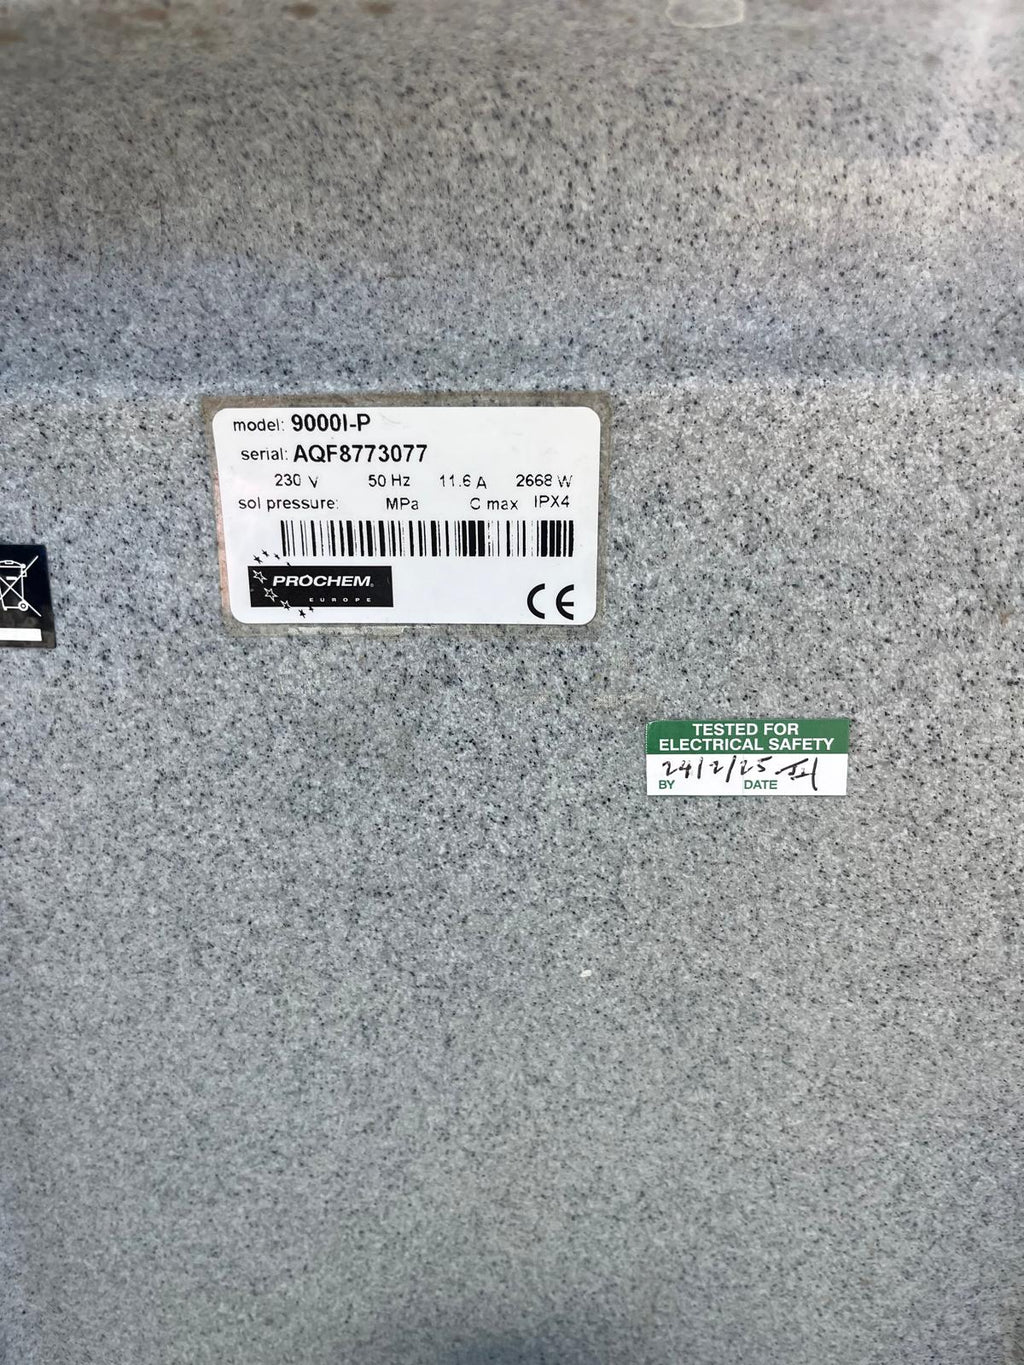 model: 9000I-P
serial: AQF8773077
230 V 50 Hz 11.6 A 2668 W
sol pressure: MPa C max IPX4
PROCHEM
EUROPE
CE
TESTED FOR
ELECTRICAL SAFETY
24/2/25
BY DATE